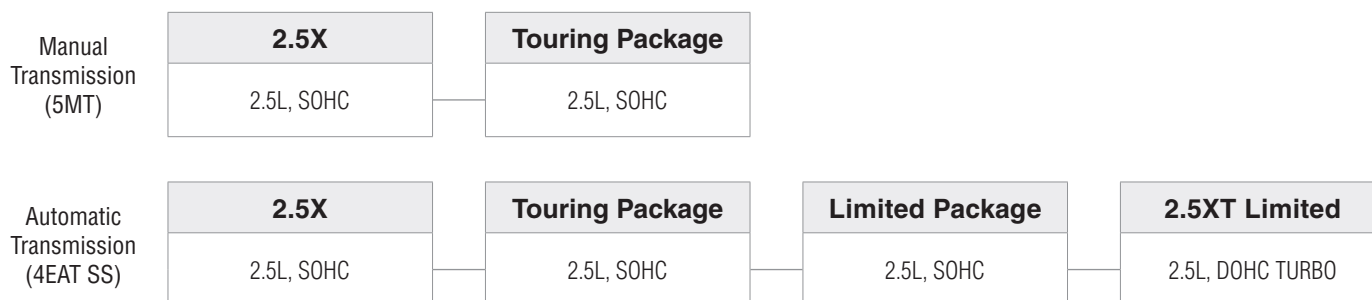 Manual
Transmission
(5MT)
2.5X
Touring Package
2.5L, SOHC
2.5L, SOHC
Automatic
Transmission
(4EAT SS)
2.5X
Touring Package
Limited Package
2.5XT Limited
2.5L, SOHC
2.5L, SOHC
2.5L, SOHC
2.5L, DOHC TURBO